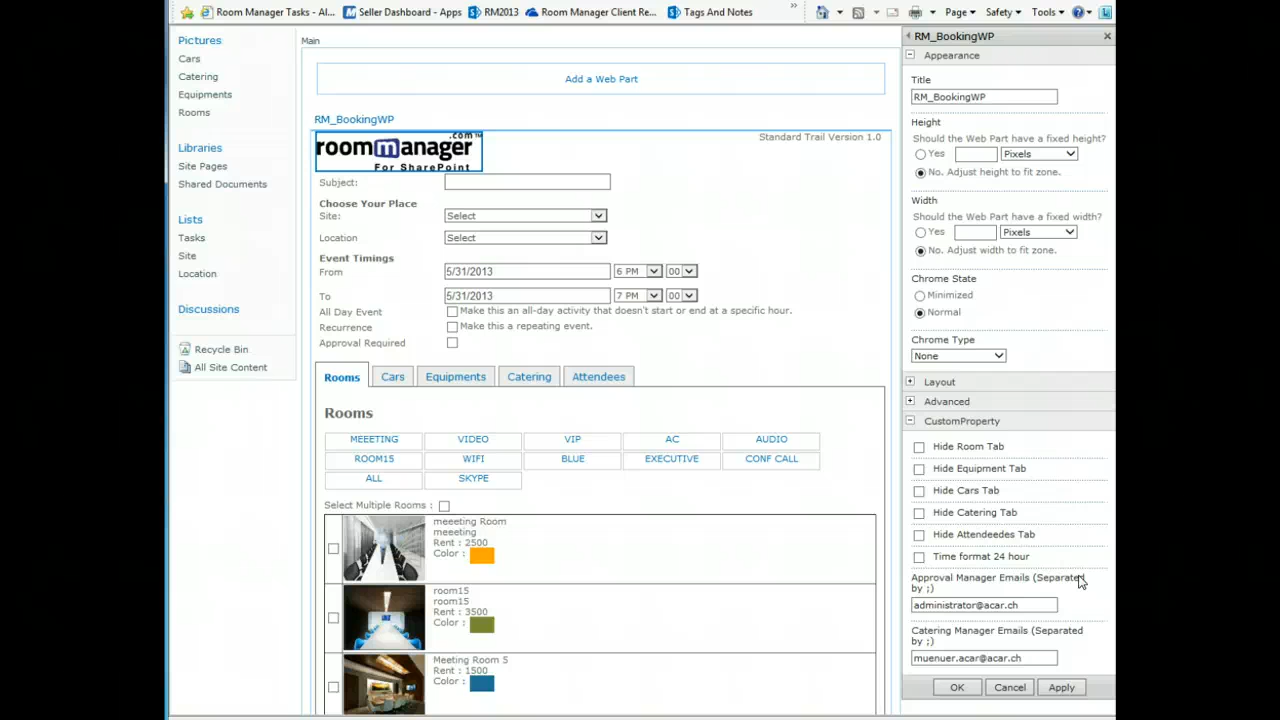 Room Manager Tasks - Al...
Seller Dashboard - Apps
RM2013
Room Manager Client Re...
Tags And Notes
»
Page
Safety
Tools
Pictures
Cars
Catering
Equipments
Rooms
Libraries
Site Pages
Shared Documents
Lists
Tasks
Site
Location
Discussions
Recycle Bin
All Site Content
Main
Add a Web Part
RM_BookingWP
.com™
roommanager
For SharePoint
Standard Trail Version 1.0
Subject:
Choose Your Place
Site: Select
Location Select
Event Timings
From 5/31/2013 6 PM 00
To 5/31/2013 7 PM 00
All Day Event Make this an all-day activity that doesn't start or end at a specific hour.
Recurrence Make this a repeating event.
Approval Required
Rooms Cars Equipments Catering Attendees
Rooms
MEEETING VIDEO VIP AC AUDIO
ROOM15 WIFI BLUE EXECUTIVE CONF CALL
ALL SKYPE
Select Multiple Rooms :
meeeting Room
meeeting
Rent : 2500
Color :
room15
room15
Rent : 3500
Color :
Meeting Room 5
Rent : 1500
Color :
RM_BookingWP
Appearance
Title
RM_BookingWP
Height
Should the Web Part have a fixed height?
Yes Pixels
No. Adjust height to fit zone.
Width
Should the Web Part have a fixed width?
Yes Pixels
No. Adjust width to fit zone.
Chrome State
Minimized
Normal
Chrome Type
None
Layout
Advanced
CustomProperty
Hide Room Tab
Hide Equipment Tab
Hide Cars Tab
Hide Catering Tab
Hide Attendeedes Tab
Time format 24 hour
Approval Manager Emails (Separated
by ;)
administrator@acar.ch
Catering Manager Emails (Separated
by ;)
muenuer.acar@acar.ch
OK Cancel Apply